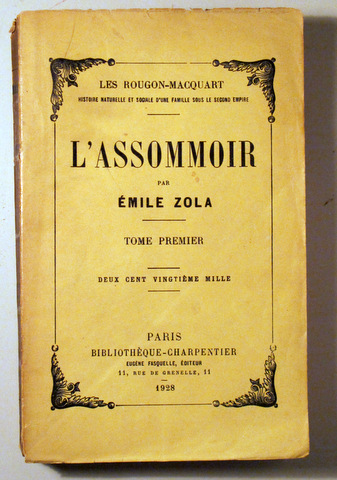 LES ROUGON-MACQUART
HISTOIRE NATURELLE ET SOCIALE D'UNE FAMILLE SOUS LE SECOND EMPIRE
L'ASSOMMOIR
PAR
ÉMILE ZOLA
TOME PREMIER
DEUX CENT VINGTIÈME MILLE
PARIS
BIBLIOTHÈQUE-CHARPENTIER
EUGÈNE FASQUELLE, ÉDITEUR
11, RUE DE GRENELLE, 11
1928